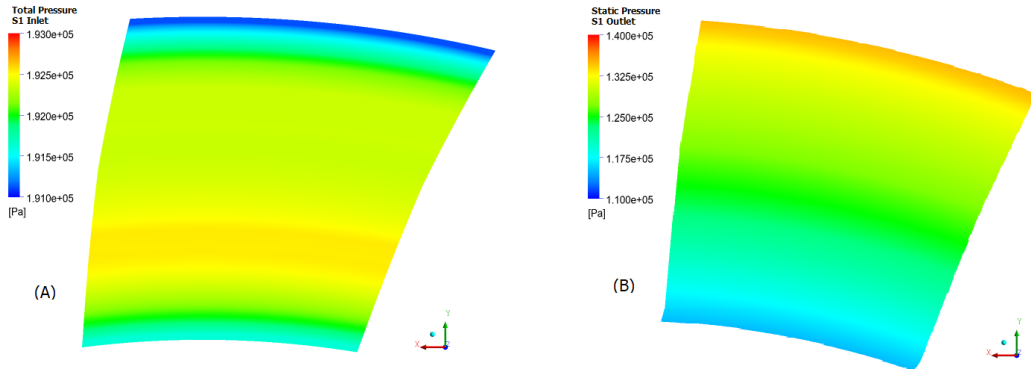 Total Pressure
S1 Inlet
1.930e+05
1.925e+05
1.920e+05
1.915e+05
1.910e+05
[Pa]
(A)
Y
X
Z
Static Pressure
S1 Outlet
1.400e+05
1.325e+05
1.250e+05
1.175e+05
1.100e+05
[Pa]
(B)
Y
X
Z